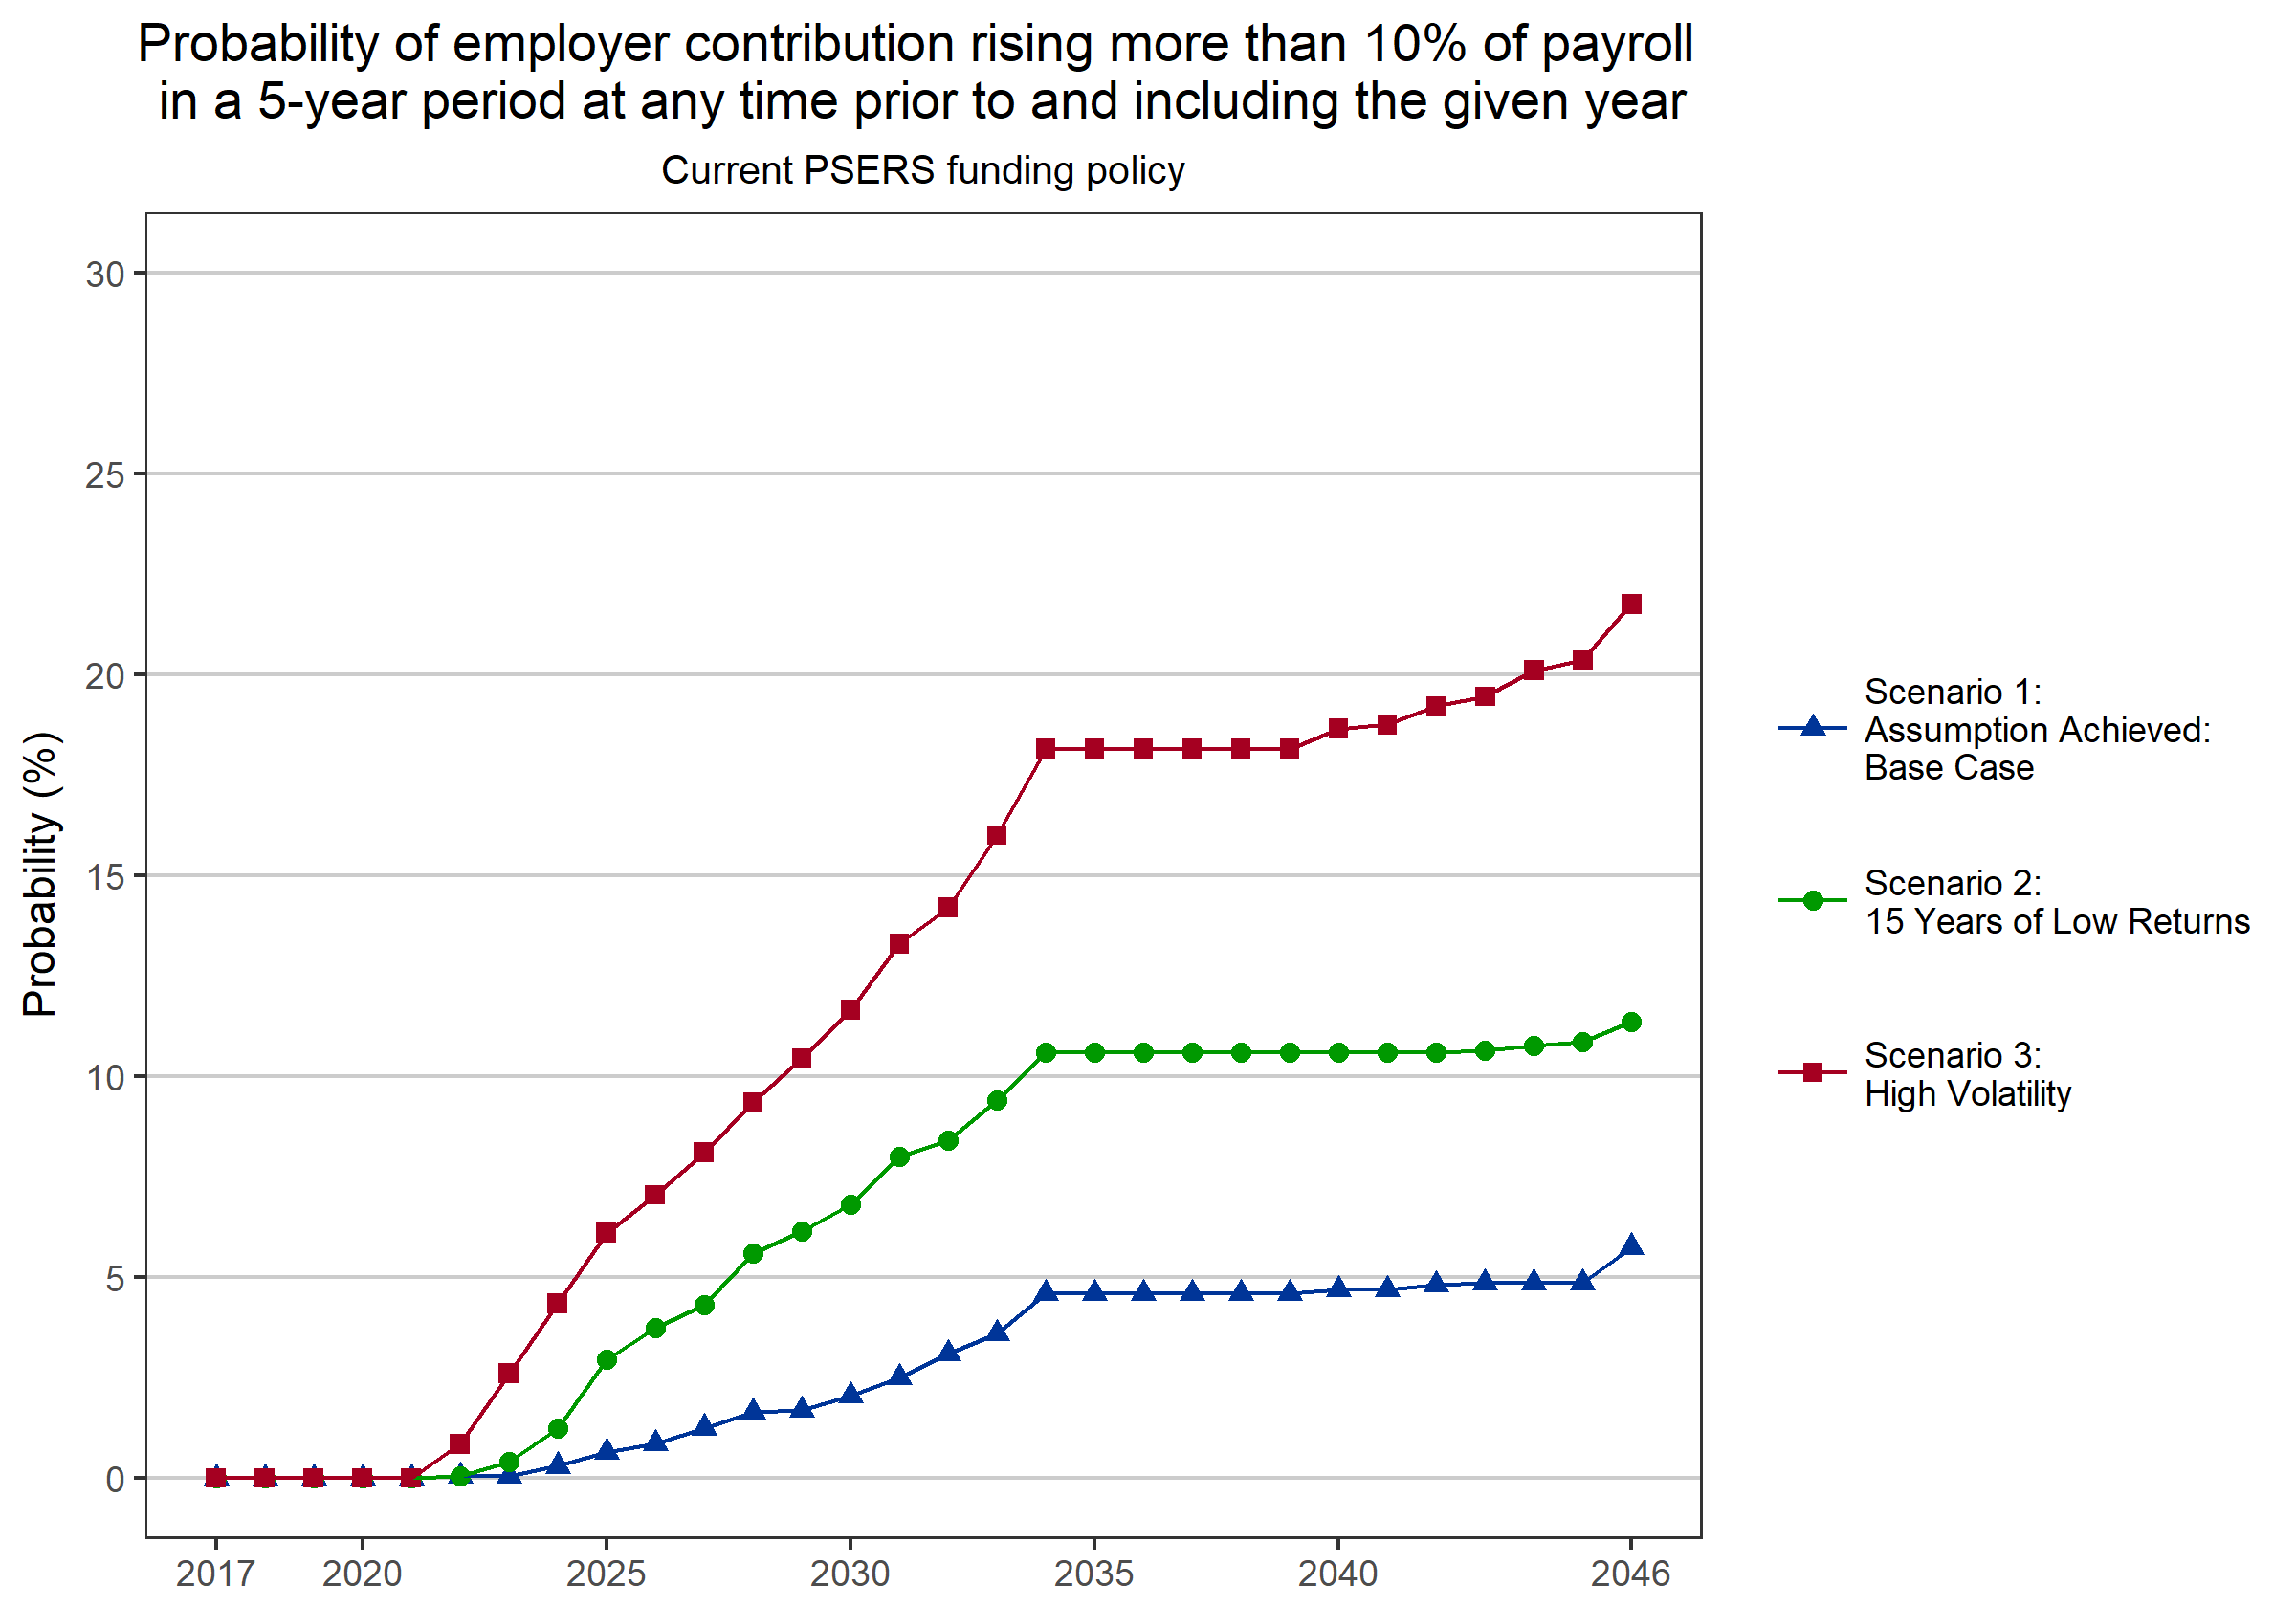 Probability of employer contribution rising more than 10% of payroll
in a 5-year period at any time prior to and including the given year
Current PSERS funding policy
Probability (%)
30
25
20
15
10
5
0
2017
2020
2025
2030
2035
2040
2046
Scenario 1:
Assumption Achieved:
Base Case
Scenario 2:
15 Years of Low Returns
Scenario 3:
High Volatility